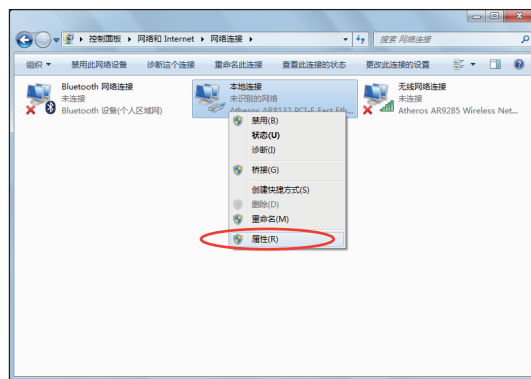 控制面板 网络和 Internet 网络连接 搜索 网络连接
组织 禁用此网络设备 诊断这个连接 重命名此连接 查看此连接的状态 更改此连接的设置
Bluetooth 网络连接
未连接
Bluetooth 设备(个人区域网)
本地连接
未识别的网络
Atheros AR8132 PCI-E Fast Eth...
无线网络连接
未连接
Atheros AR9285 Wireless Net...
禁用(B)
状态(U)
诊断(I)
桥接(G)
创建快捷方式(S)
删除(D)
重命名(M)
属性(R)